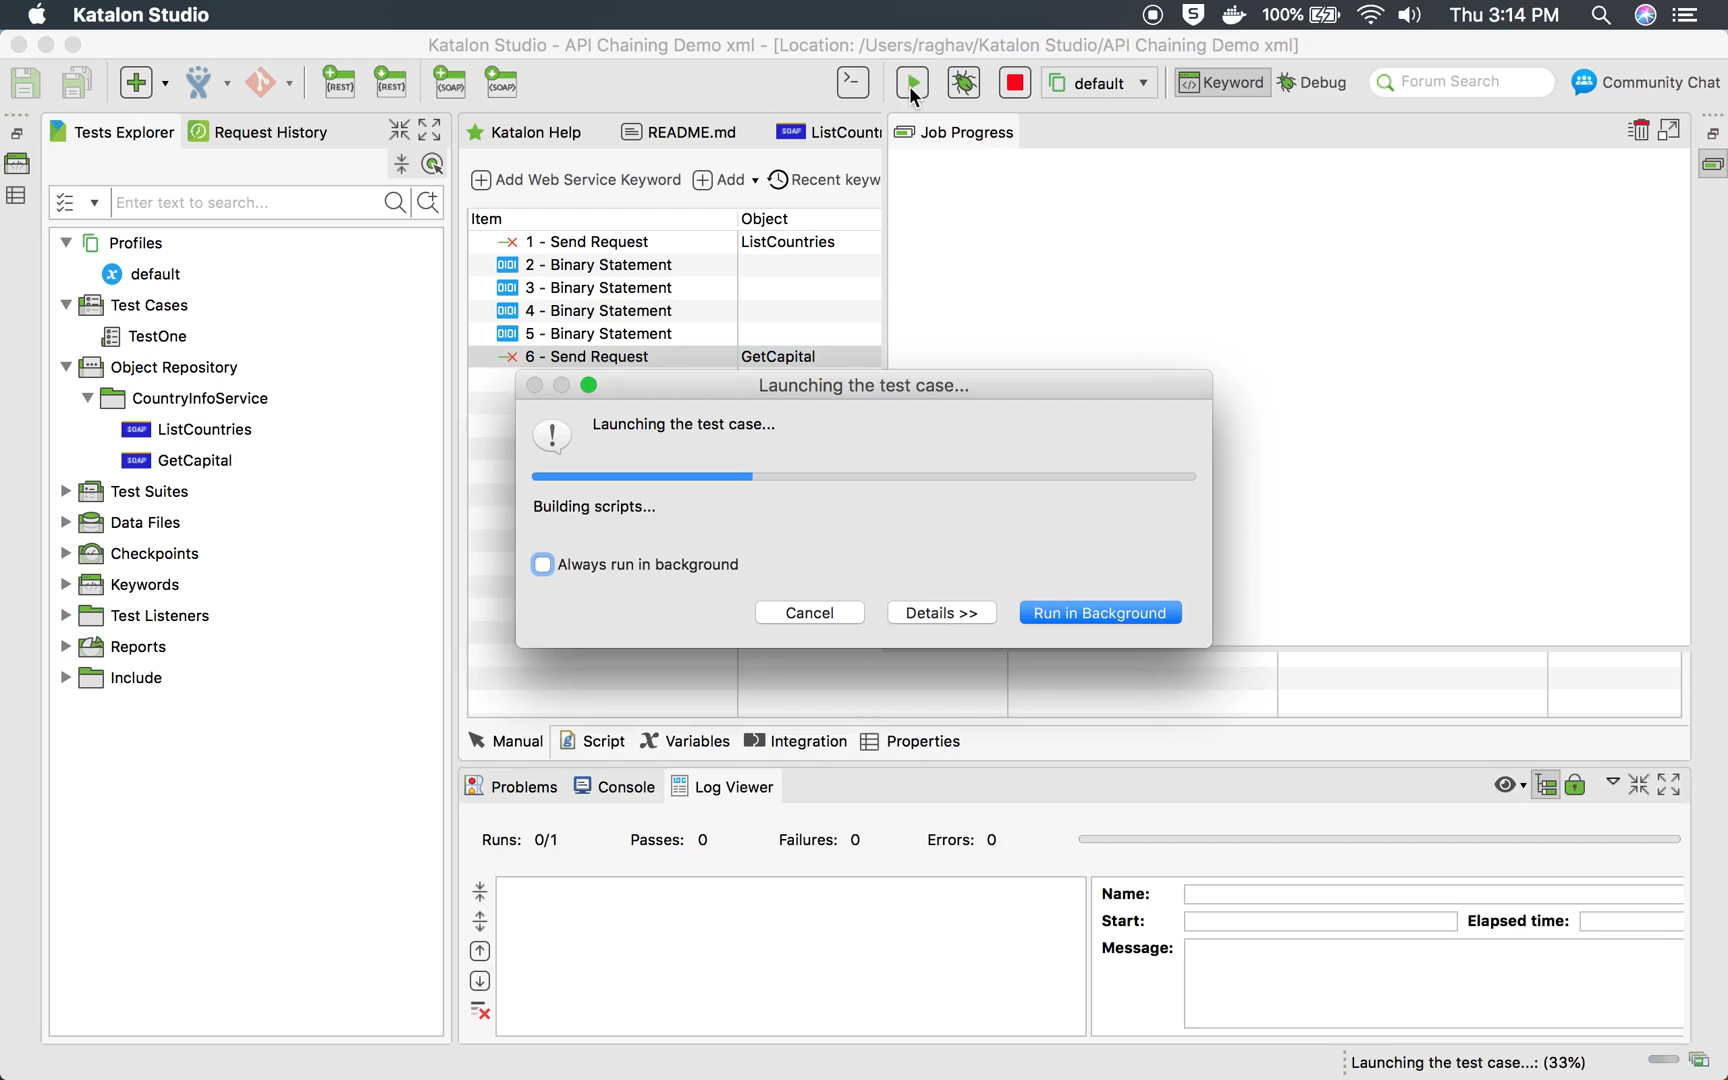 Katalon Studio
100%
Thu 3:14 PM
Katalon Studio - API Chaining Demo xml - [Location: /Users/raghav/Katalon Studio/API Chaining Demo xml]
default
Keyword
Debug
Forum Search
Community Chat
Tests Explorer
Request History
Katalon Help
README.md
ListCountr
Job Progress
Add Web Service Keyword
Add
Recent keyw
Enter text to search...
Item
Object
1 - Send Request
ListCountries
2 - Binary Statement
3 - Binary Statement
4 - Binary Statement
5 - Binary Statement
6 - Send Request
GetCapital
Profiles
default
Test Cases
TestOne
Object Repository
CountryInfoService
SOAP ListCountries
SOAP GetCapital
Test Suites
Data Files
Checkpoints
Keywords
Test Listeners
Reports
Include
Launching the test case...
Launching the test case...
Building scripts...
Always run in background
Cancel
Details >>
Run in Background
Manual
Script
Variables
Integration
Properties
Problems
Console
Log Viewer
Runs: 0/1
Passes: 0
Failures: 0
Errors: 0
Name:
Start:
Elapsed time:
Message:
Launching the test case...: (33%)